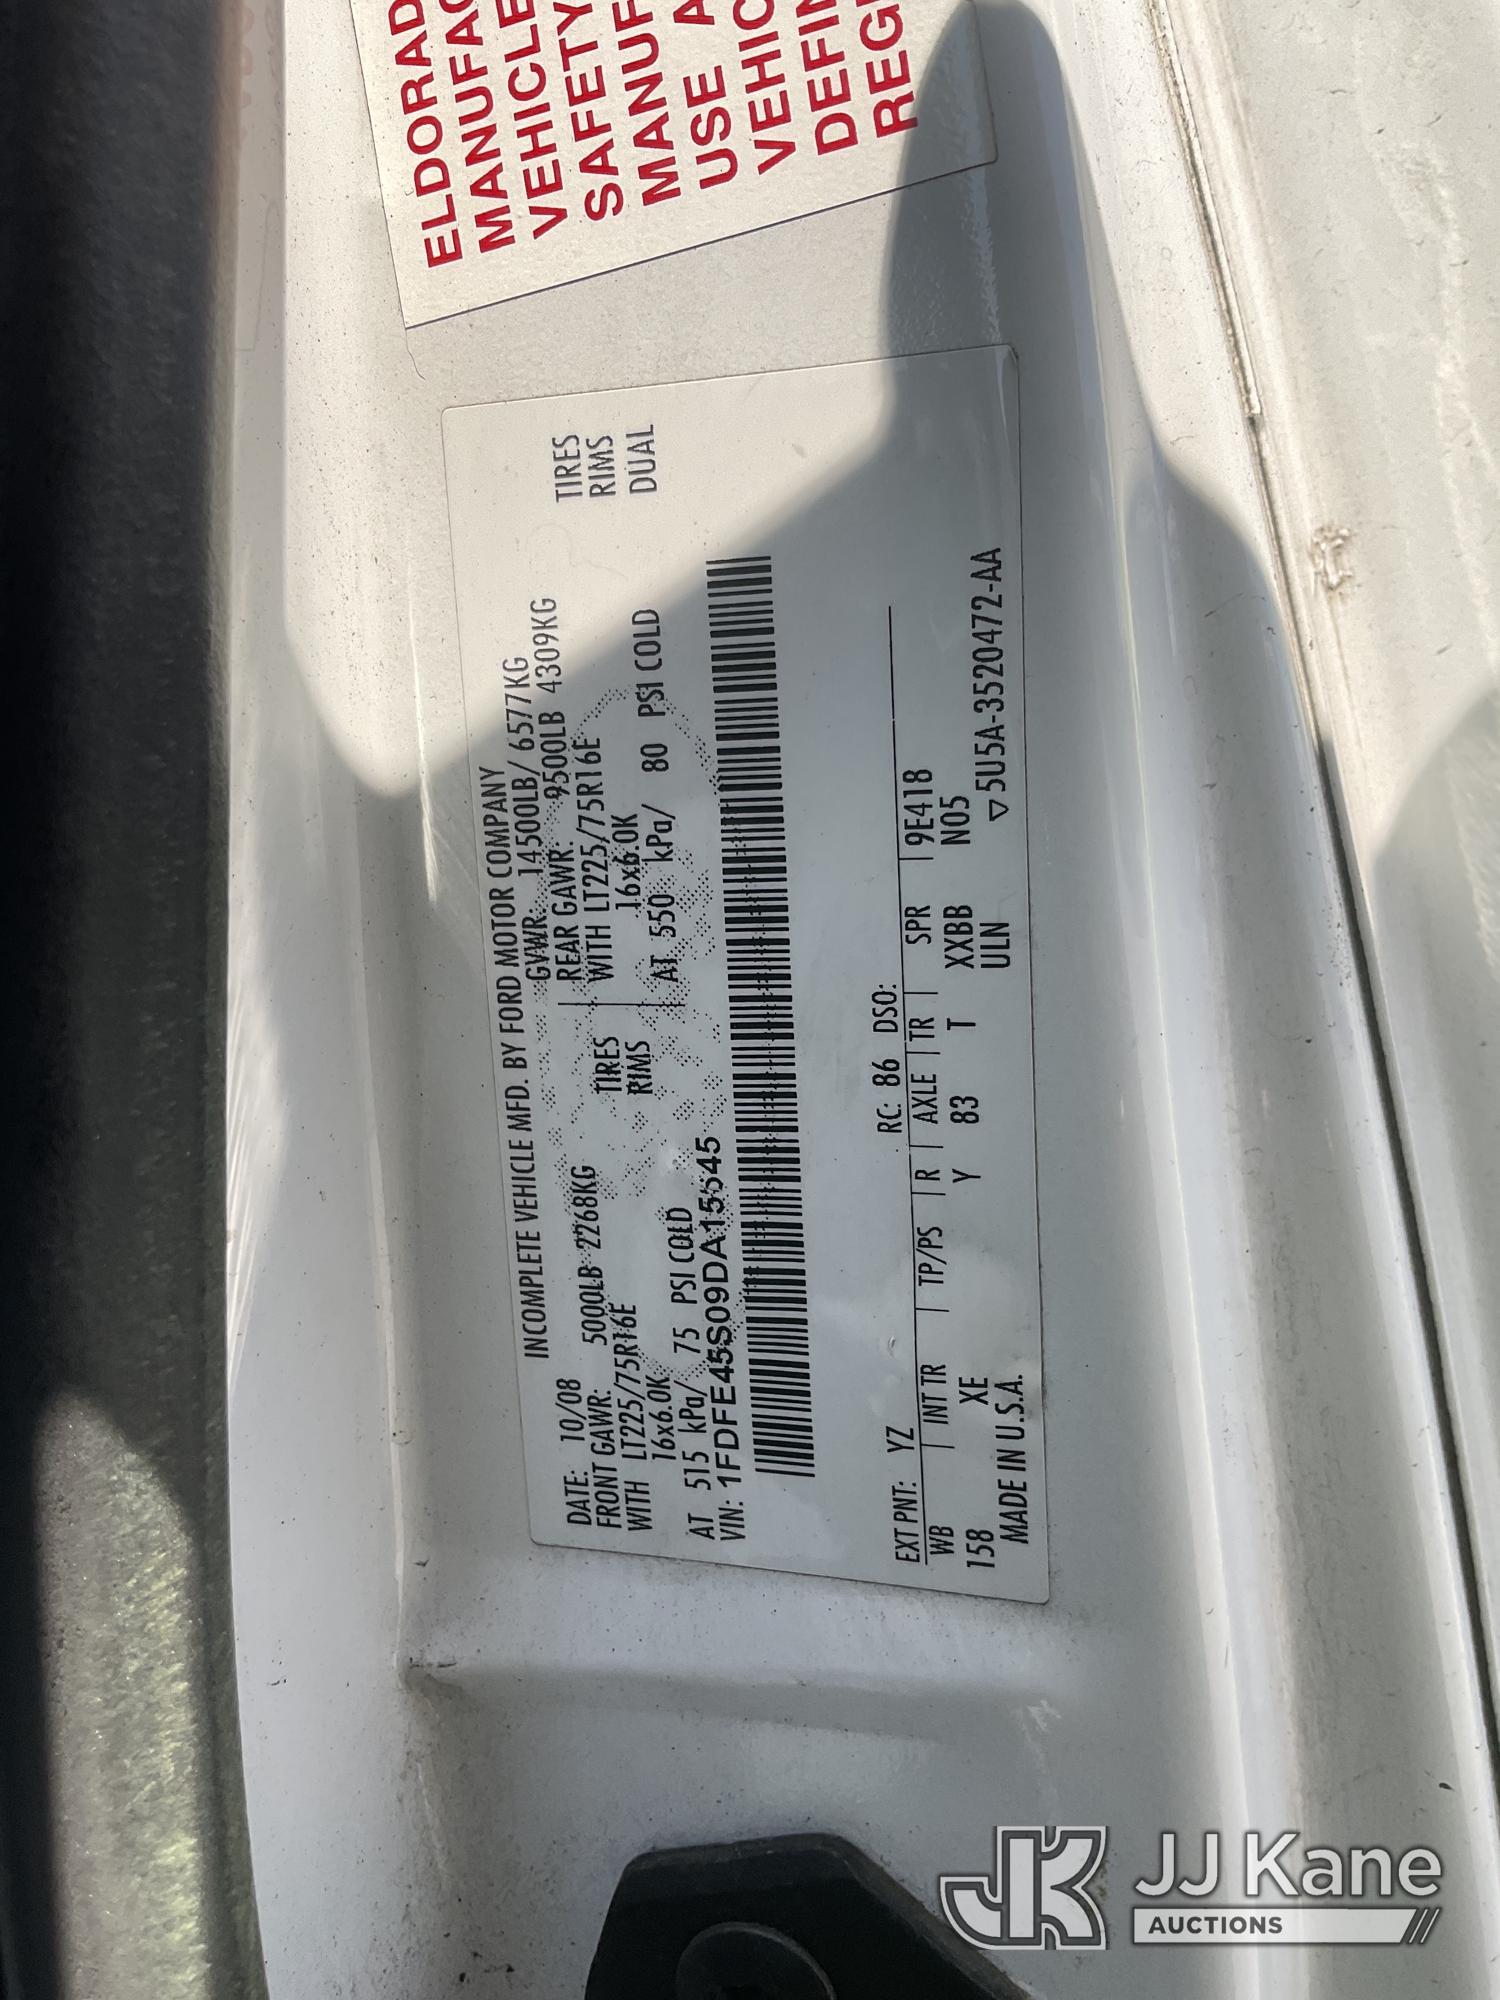 INCOMPLETE VEHICLE MFD. BY FORD MOTOR COMPANY
DATE: 10/08 GVWR: 14500LB/ 6577KG
FRONT GAWR: 5000LB 2268KG REAR GAWR: 9500LB 4309KG
WITH LT225/75R16E TIRES WITH LT225/75R16E TIRES
16x6.0K RIMS 16x6.0K RIMS
AT 515 kPa/ 75 PSI COLD AT 550 kPa/ 80 PSI COLD DUAL
VIN: 1FDFE45S09DA15545
EXT PNT: YZ RC: 86 DSO:
WB | INT TR | TP/PS | R | AXLE | TR | SPR | 9E418
158 XE Y 83 T XXBB N05
MADE IN U.S.A. ULN ▽5U5A-3520472-AA
ELDORAD
MANUFAC
VEHICLE
SAFETY
MANUF
USE A
VEHIC
DEFIN
REG
JJ Kane
AUCTIONS